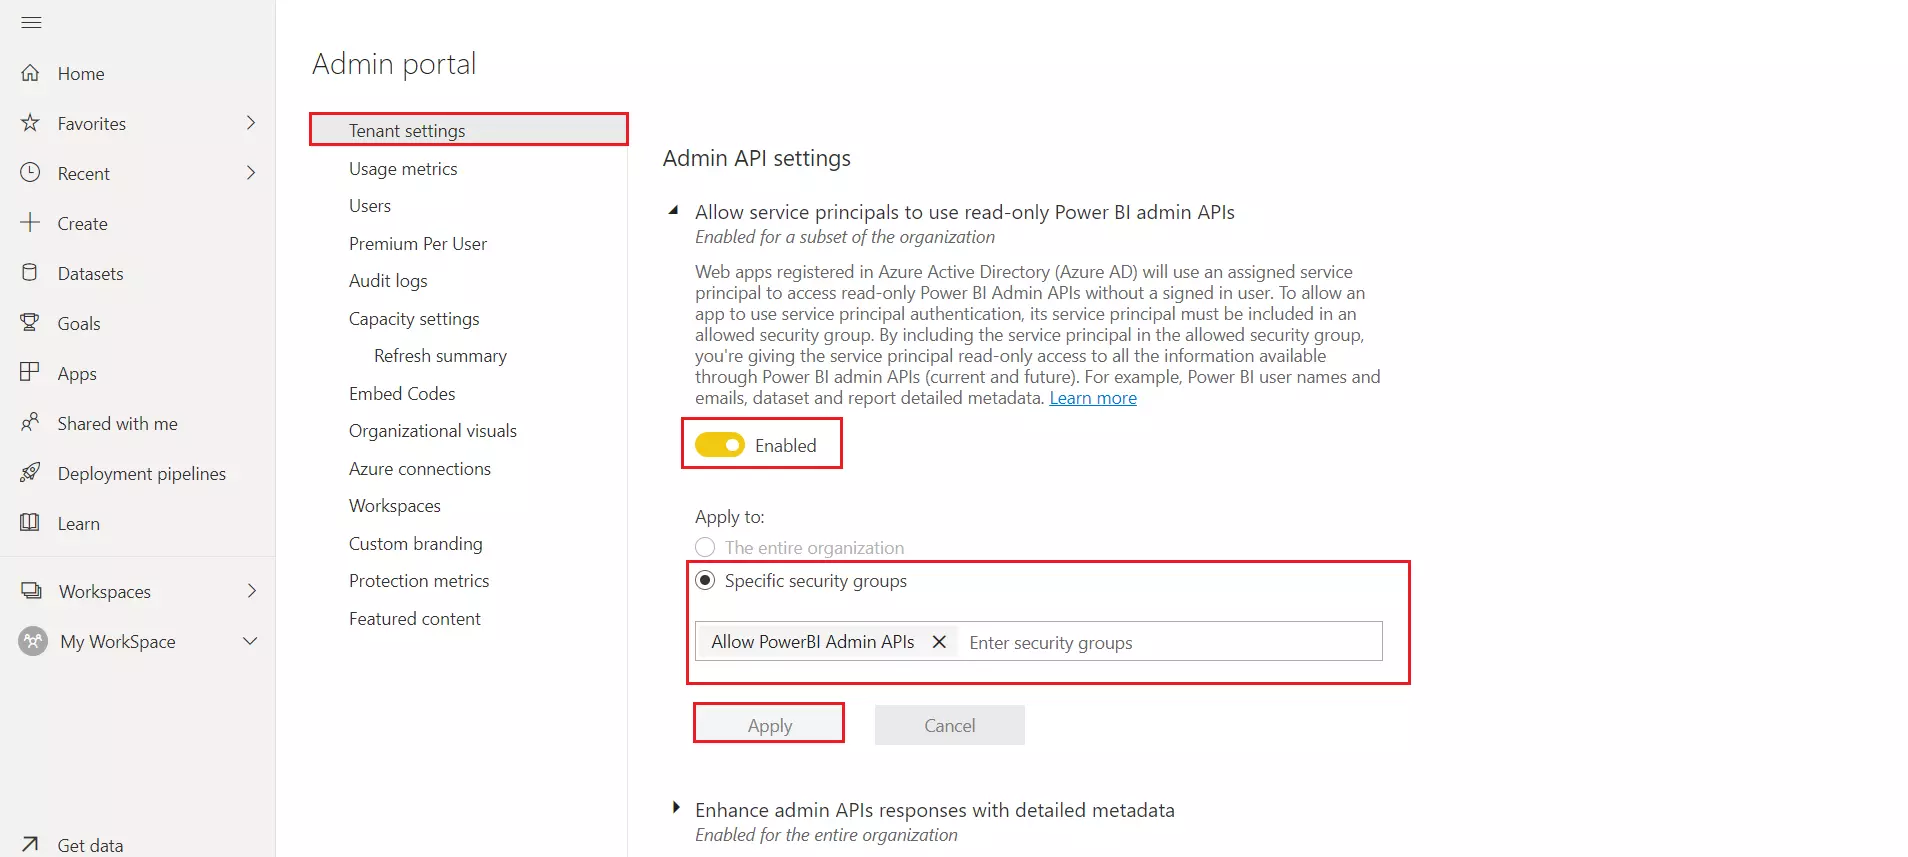 Home
Favorites
Recent
Create
Datasets
Goals
Apps
Shared with me
Deployment pipelines
Learn
Workspaces
My WorkSpace
Get data
Admin portal
Tenant settings
Usage metrics
Users
Premium Per User
Audit logs
Capacity settings
Refresh summary
Embed Codes
Organizational visuals
Azure connections
Workspaces
Custom branding
Protection metrics
Featured content
Admin API settings
Allow service principals to use read-only Power BI admin APIs
Enabled for a subset of the organization
Web apps registered in Azure Active Directory (Azure AD) will use an assigned service
principal to access read-only Power BI Admin APIs without a signed in user. To allow an
app to use service principal authentication, its service principal must be included in an
allowed security group. By including the service principal in the allowed security group,
you're giving the service principal read-only access to all the information available
through Power BI admin APIs (current and future). For example, Power BI user names and
emails, dataset and report detailed metadata. Learn more
Enabled
Apply to:
The entire organization
Specific security groups
Allow PowerBI Admin APIs Enter security groups
Apply Cancel
Enhance admin APIs responses with detailed metadata
Enabled for the entire organization